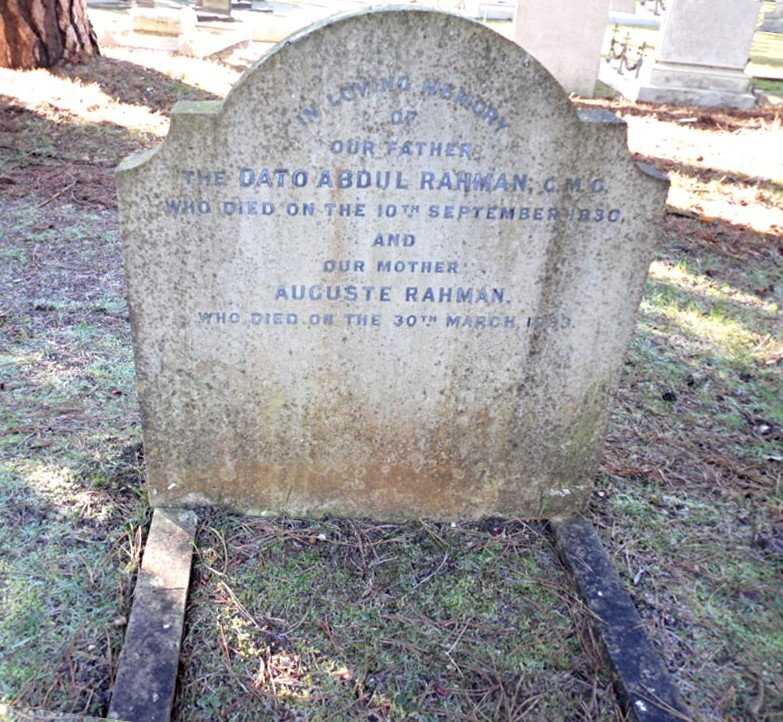 IN LOVING MEMORY
OF
OUR FATHER
THE DATO ABDUL RAHMAN, C.M.G.
WHO DIED ON THE 10TH SEPTEMBER 1930.
AND
OUR MOTHER
AUGUSTE RAHMAN.
WHO DIED ON THE 30TH MARCH